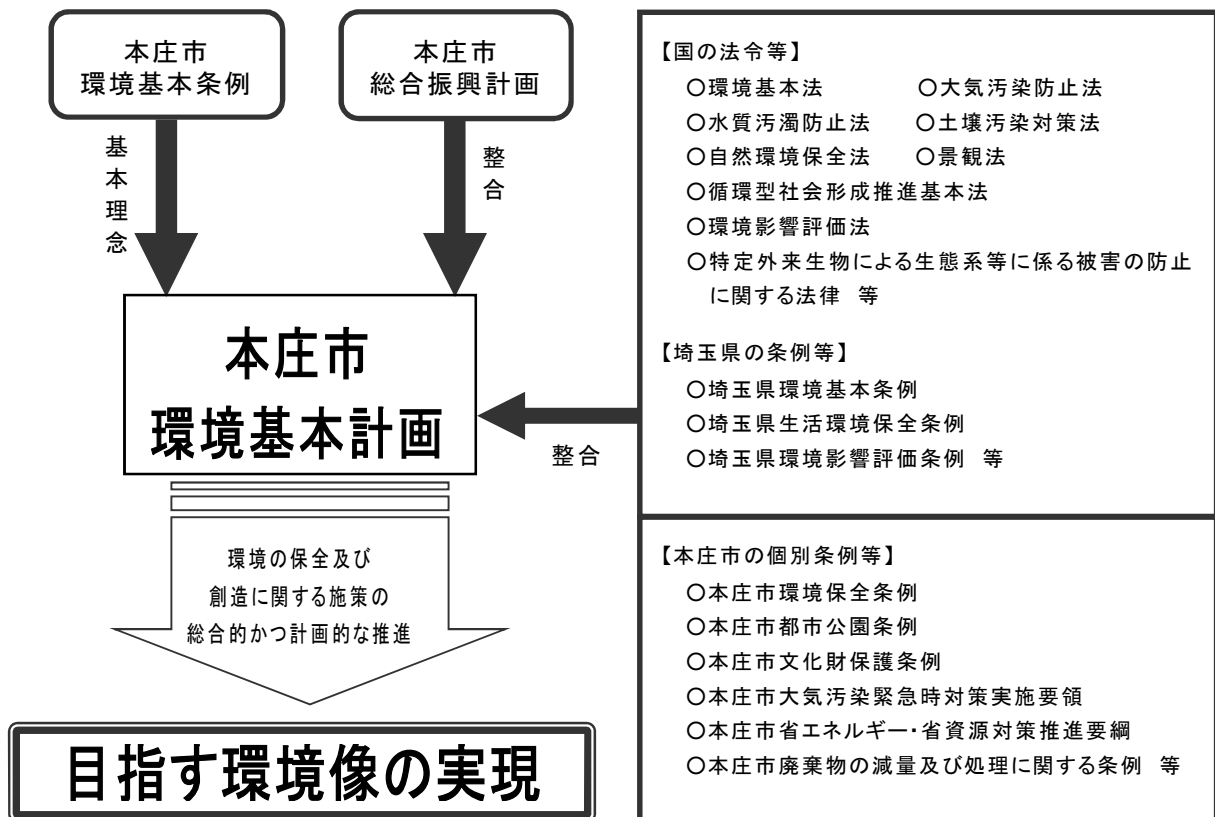 本庄市
環境基本条例
本庄市
総合振興計画
基本理念
整合
本庄市
環境基本計画
整合
環境の保全及び
創造に関する施策の
総合的かつ計画的な推進
目指す環境像の実現
【国の法令等】
○環境基本法 ○大気汚染防止法
○水質汚濁防止法 ○土壌汚染対策法
○自然環境保全法 ○景観法
○循環型社会形成推進基本法
○環境影響評価法
○特定外来生物による生態系等に係る被害の防止
に関する法律 等
【埼玉県の条例等】
○埼玉県環境基本条例
○埼玉県生活環境保全条例
○埼玉県環境影響評価条例 等
【本庄市の個別条例等】
○本庄市環境保全条例
○本庄市都市公園条例
○本庄市文化財保護条例
○本庄市大気汚染緊急時対策実施要領
○本庄市省エネルギー・省資源対策推進要綱
○本庄市廃棄物の減量及び処理に関する条例 等